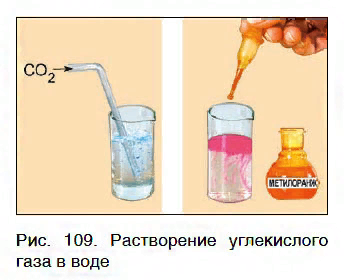 CO₂
МЕТИЛОРАНЖ
Рис. 109. Растворение углекислого
газа в воде